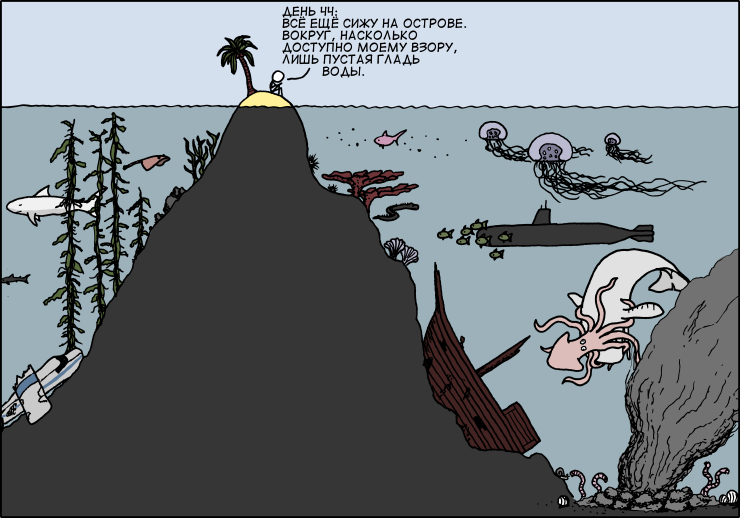 ДЕНЬ 44:
ВСЁ ЕЩЁ СИЖУ НА ОСТРОВЕ.
ВОКРУГ, НАСКОЛЬКО
ДОСТУПНО МОЕМУ ВЗОРУ,
ЛИШЬ ПУСТАЯ ГЛАДЬ
ВОДЫ.